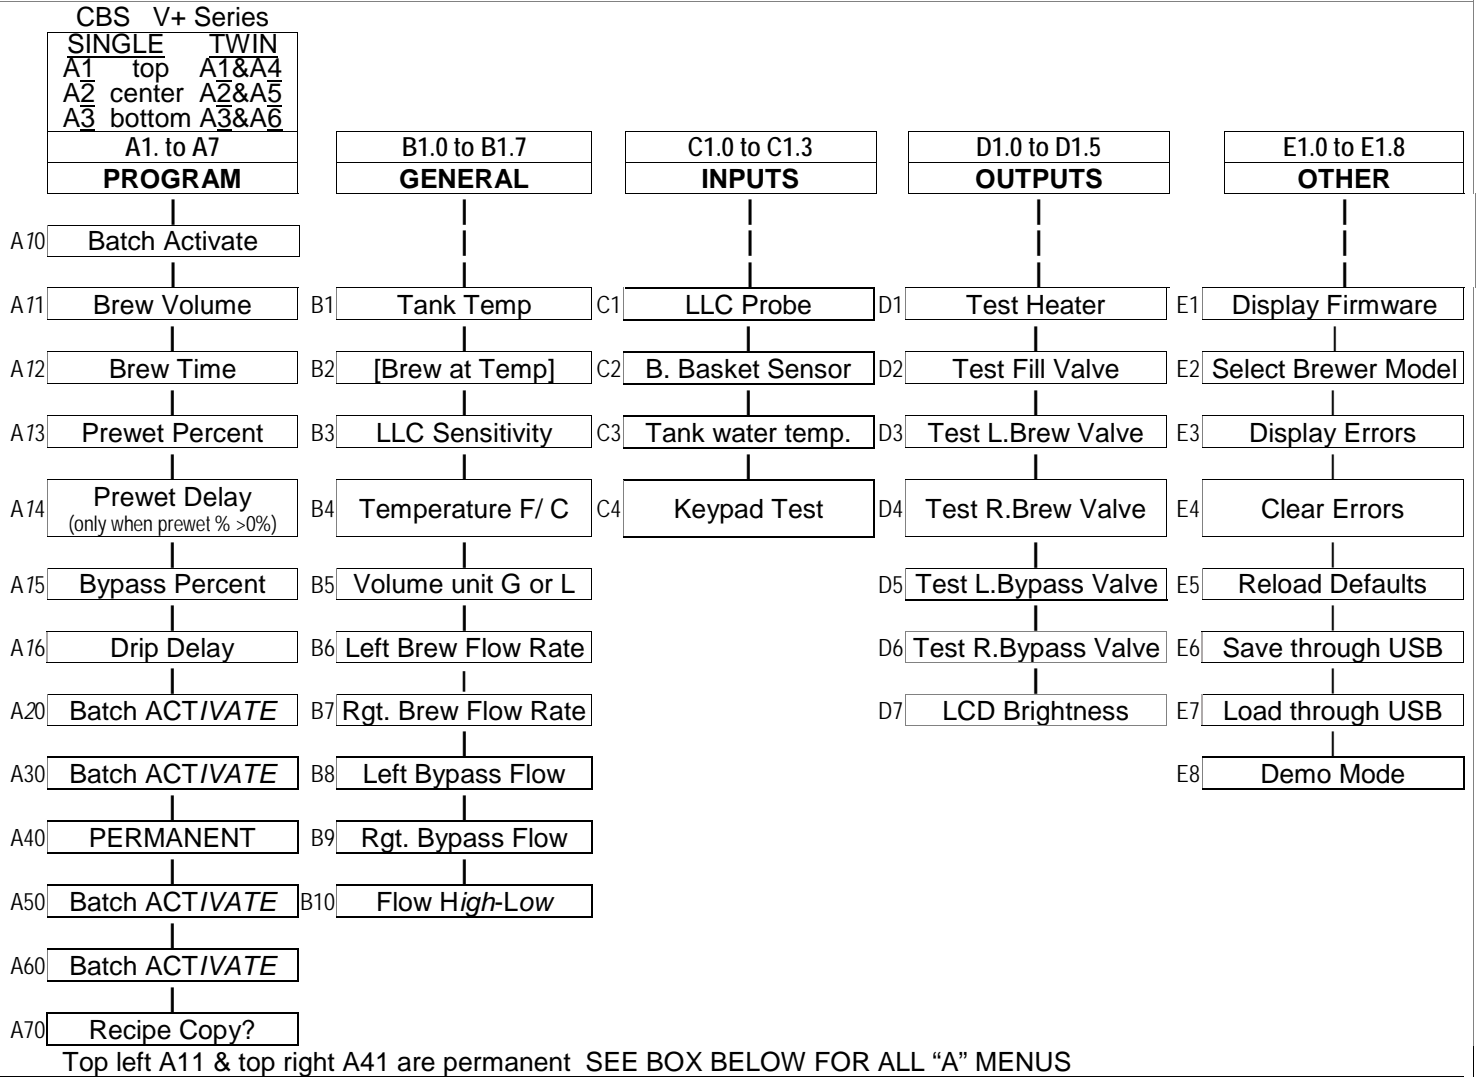 CBS V+ Series
SINGLE TWIN
A1 top A1&A4
A2 center A2&A5
A3 bottom A3&A6
A1. to A7
PROGRAM
A10 Batch Activate
A11 Brew Volume
A12 Brew Time
A13 Prewet Percent
A14 Prewet Delay
(only when prewet % >0%)
A15 Bypass Percent
A16 Drip Delay
A20 Batch ACTIVATE
A30 Batch ACTIVATE
A40 PERMANENT
A50 Batch ACTIVATE
A60 Batch ACTIVATE
A70 Recipe Copy?
B1.0 to B1.7
GENERAL
B1 Tank Temp
B2 [Brew at Temp]
B3 LLC Sensitivity
B4 Temperature F/ C
B5 Volume unit G or L
B6 Left Brew Flow Rate
B7 Rgt. Brew Flow Rate
B8 Left Bypass Flow
B9 Rgt. Bypass Flow
B10 Flow High-Low
C1.0 to C1.3
INPUTS
C1 LLC Probe
C2 B. Basket Sensor
C3 Tank water temp.
C4 Keypad Test
D1.0 to D1.5
OUTPUTS
D1 Test Heater
D2 Test Fill Valve
D3 Test L.Brew Valve
D4 Test R.Brew Valve
D5 Test L.Bypass Valve
D6 Test R.Bypass Valve
D7 LCD Brightness
E1.0 to E1.8
OTHER
E1 Display Firmware
E2 Select Brewer Model
E3 Display Errors
E4 Clear Errors
E5 Reload Defaults
E6 Save through USB
E7 Load through USB
E8 Demo Mode
Top left A11 & top right A41 are permanent SEE BOX BELOW FOR ALL “A” MENUS